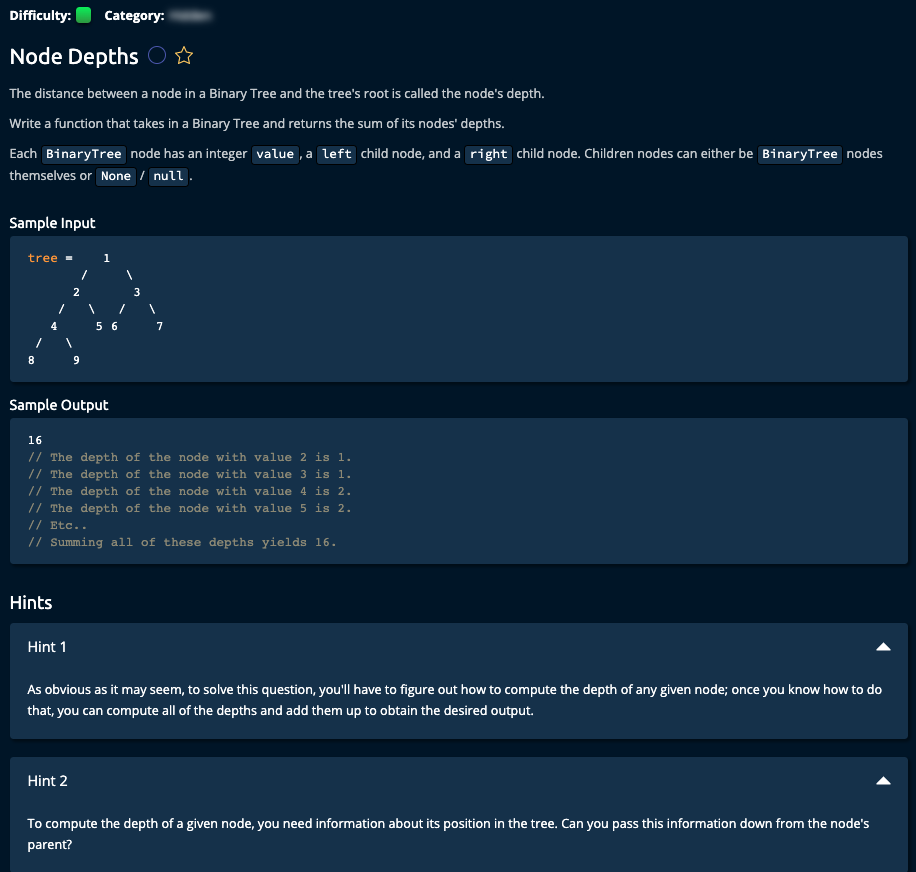 Difficulty: Category:
Node Depths
The distance between a node in a Binary Tree and the tree's root is called the node's depth.
Write a function that takes in a Binary Tree and returns the sum of its nodes' depths.
Each BinaryTree node has an integer value , a left child node, and a right child node. Children nodes can either be BinaryTree nodes
themselves or None / null .
Sample Input
tree =    1
       /     \
      2       3
    /   \   /   \
   4     5 6     7
 /   \
8     9
Sample Output
16
// The depth of the node with value 2 is 1.
// The depth of the node with value 3 is 1.
// The depth of the node with value 4 is 2.
// The depth of the node with value 5 is 2.
// Etc..
// Summing all of these depths yields 16.
Hints
Hint 1
As obvious as it may seem, to solve this question, you'll have to figure out how to compute the depth of any given node; once you know how to do
that, you can compute all of the depths and add them up to obtain the desired output.
Hint 2
To compute the depth of a given node, you need information about its position in the tree. Can you pass this information down from the node's
parent?